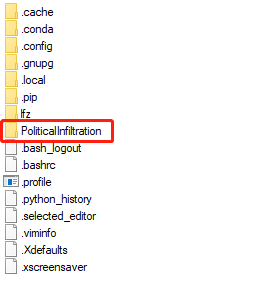 .cache
.conda
.config
.gnupg
.local
.pip
lfz
PoliticalInfiltration
.bash_logout
.bashrc
.profile
.python_history
.selected_editor
.viminfo
.Xdefaults
.xscreensaver